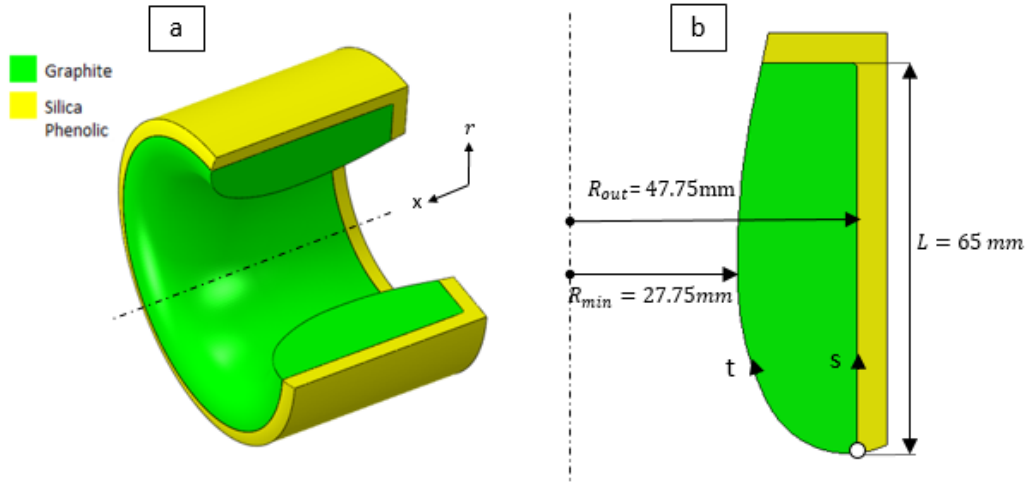 a
Graphite
Silica
Phenolic
r
x
b
R_out= 47.75mm
R_min = 27.75mm
L = 65 mm
t
s